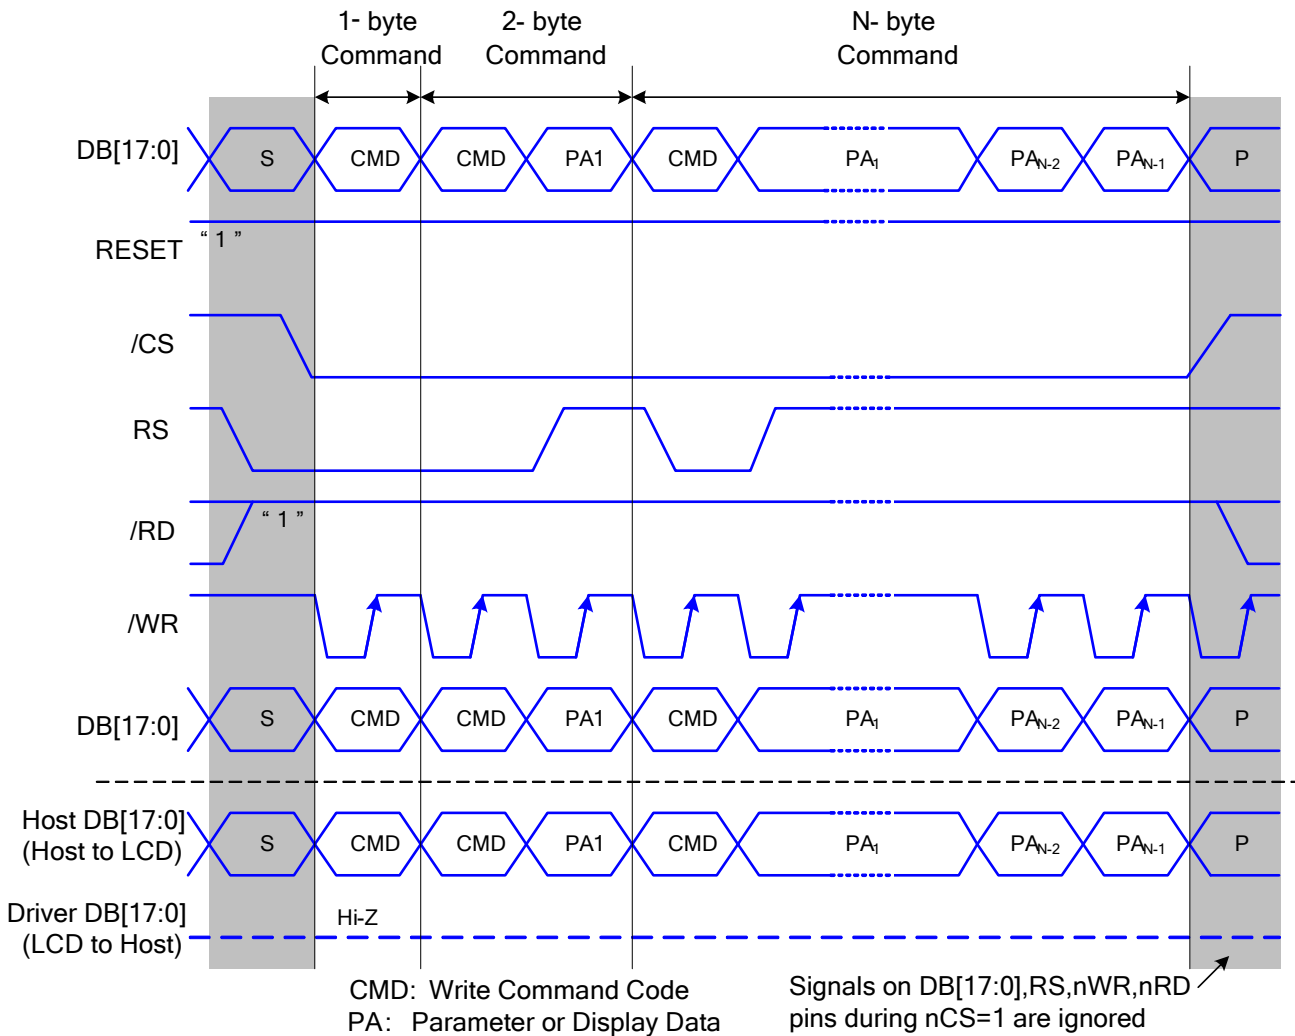 1- byte
Command
2- byte
Command
N- byte
Command
DB[17:0]
S
CMD
CMD
PA1
CMD
PA1
PAN-2
PAN-1
P
RESET
“ 1 ”
/CS
RS
/RD
“ 1 ”
/WR
DB[17:0]
S
CMD
CMD
PA1
CMD
PA1
PAN-2
PAN-1
P
Host DB[17:0]
(Host to LCD)
S
CMD
CMD
PA1
CMD
PA1
PAN-2
PAN-1
P
Driver DB[17:0]
(LCD to Host)
Hi-Z
CMD: Write Command Code
PA: Parameter or Display Data
Signals on DB[17:0],RS,nWR,nRD
pins during nCS=1 are ignored